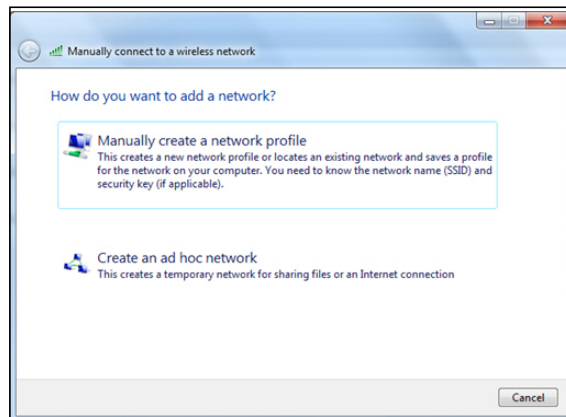 Manually connect to a wireless network
How do you want to add a network?
Manually create a network profile
This creates a new network profile or locates an existing network and saves a profile
for the network on your computer. You need to know the network name (SSID) and
security key (if applicable).
Create an ad hoc network
This creates a temporary network for sharing files or an Internet connection
Cancel